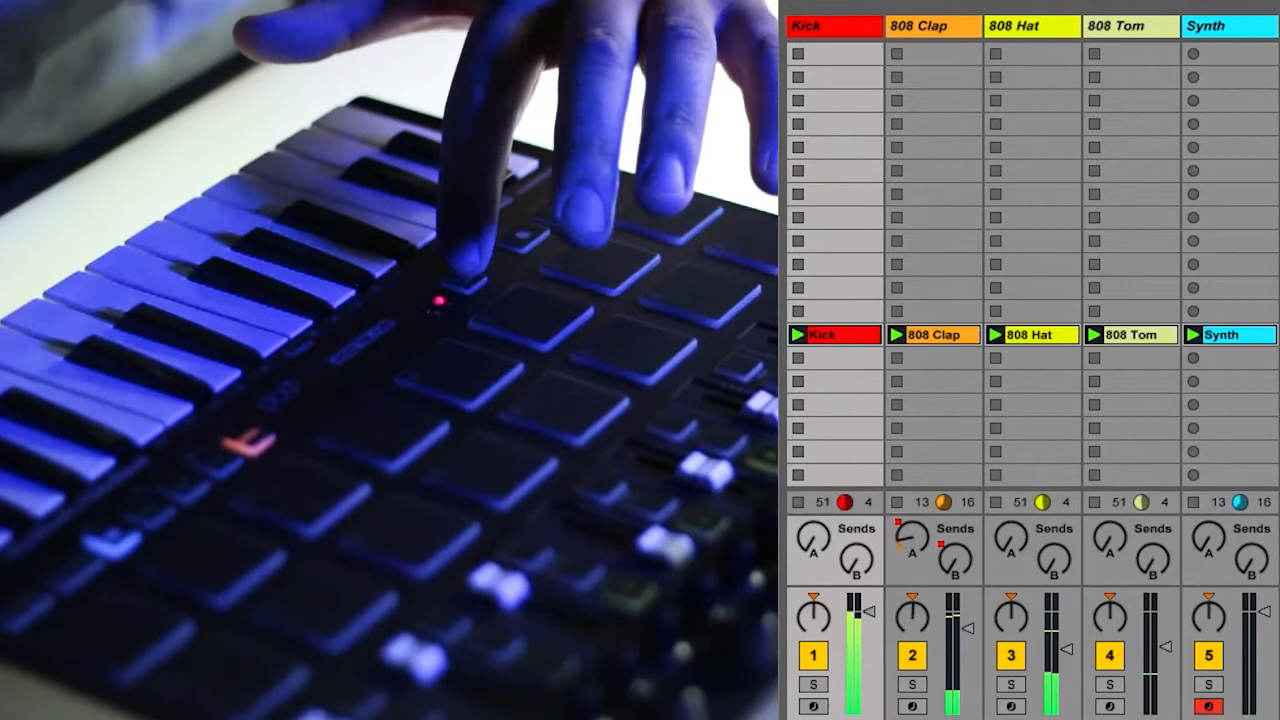 Kick 808 Clap 808 Hat 808 Tom Synth
Kick 808 Clap 808 Hat 808 Tom Synth
51 4 13 16 51 4 51 4 13 16
Sends Sends Sends Sends Sends
A A A A A
B B B B B
1 2 3 4 5
S S S S S